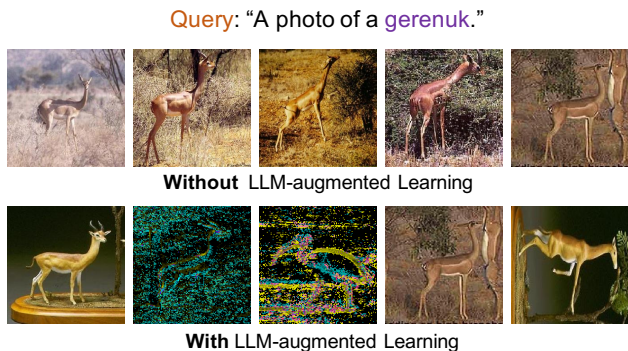 Query: “A photo of a gerenuk.”
Without LLM-augmented Learning
With LLM-augmented Learning